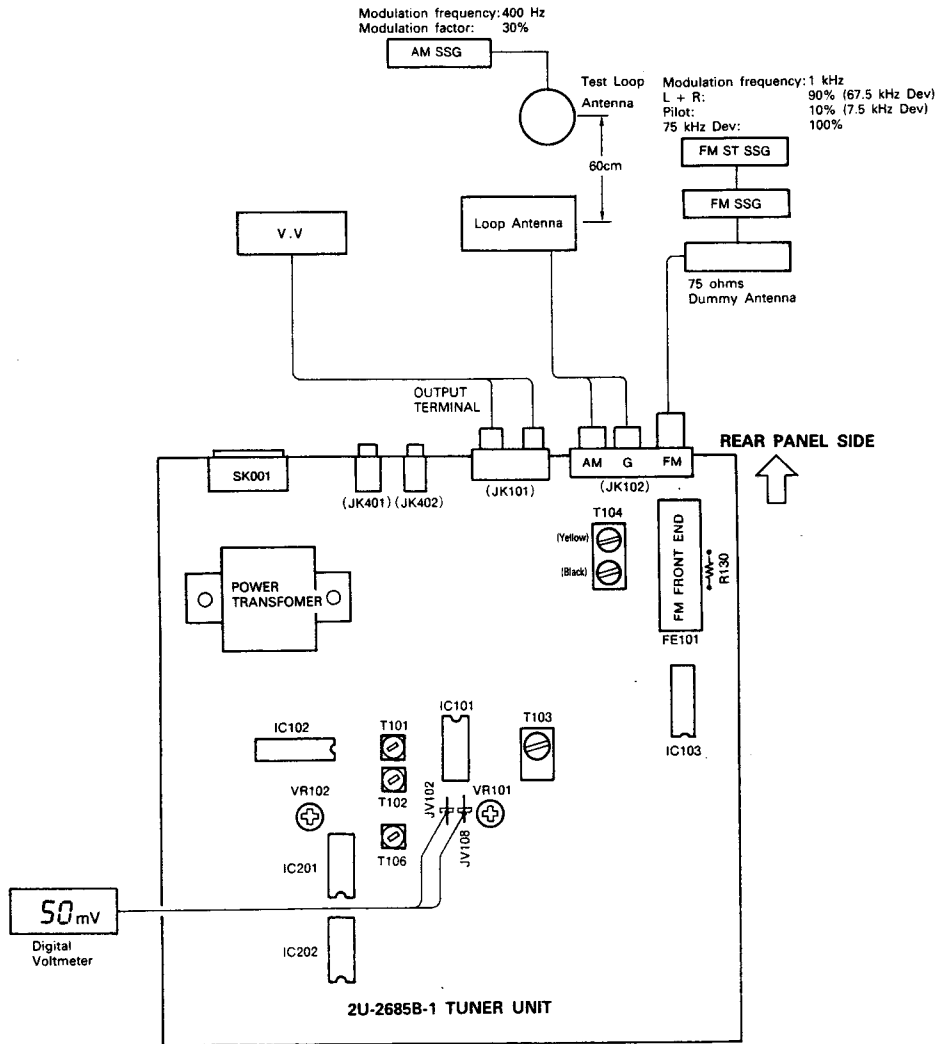 Modulation frequency: 400 Hz
Modulation factor: 30%
AM SSG
Test Loop
Antenna
Modulation frequency: 1 kHz
L + R: 90% (67.5 kHz Dev)
Pilot: 10% (7.5 kHz Dev)
75 kHz Dev: 100%
FM ST SSG
60cm
FM SSG
V.V
Loop Antenna
75 ohms
Dummy Antenna
OUTPUT
TERMINAL
REAR PANEL SIDE
SK001
(JK401) (JK402)
(JK101)
AM G FM
(JK102)
T104
(Yellow)
(Black)
FM FRONT END
R130
FE101
POWER
TRANSFOMER
IC101
T103
IC102
T101
IC103
T102
JV102
VR101
VR102
JV108
T106
IC201
50 mV
Digital
Voltmeter
IC202
2U-2685B-1 TUNER UNIT